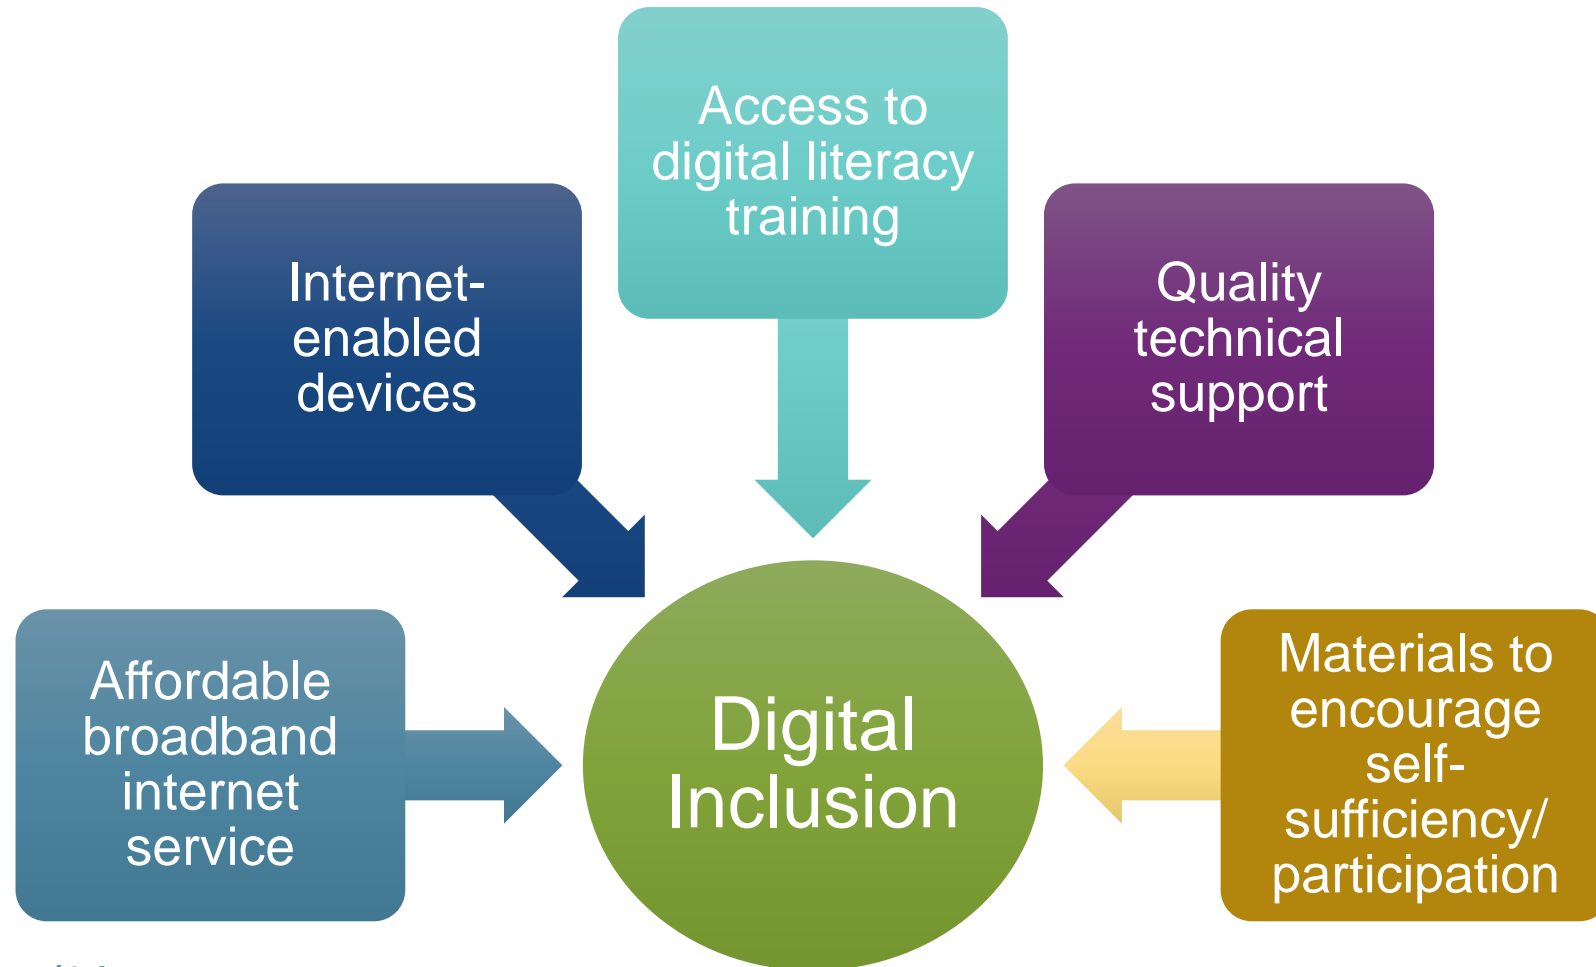 Access to
digital literacy
training
Internet-
enabled
devices
Quality
technical
support
Affordable
broadband
internet
service
Digital
Inclusion
Materials to
encourage
self-
sufficiency/
participation